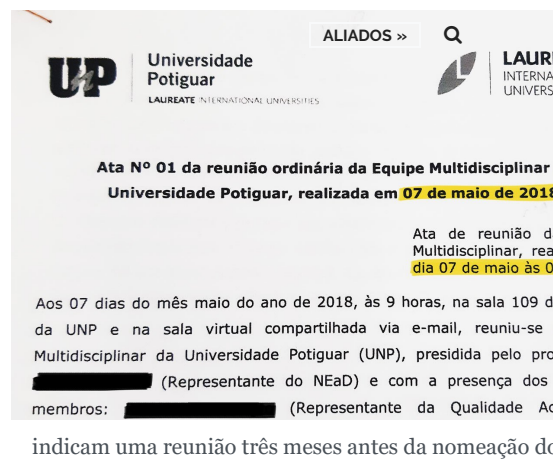 ALIADOS »
UnP
Universidade
Potiguar
LAUREATE INTERNATIONAL UNIVERSITIES
LAUR
INTERNA
UNIVERS
Ata Nº 01 da reunião ordinária da Equipe Multidisciplinar
Universidade Potiguar, realizada em 07 de maio de 2018
Ata de reunião d
Multidisciplinar, rea
dia 07 de maio às 0
Aos 07 dias do mês maio do ano de 2018, às 9 horas, na sala 109 d
da UNP e na sala virtual compartilhada via e-mail, reuniu-se
Multidisciplinar da Universidade Potiguar (UNP), presidida pelo pro
(Representante do NEaD) e com a presença dos
membros: (Representante da Qualidade Ac
indicam uma reunião três meses antes da nomeação do